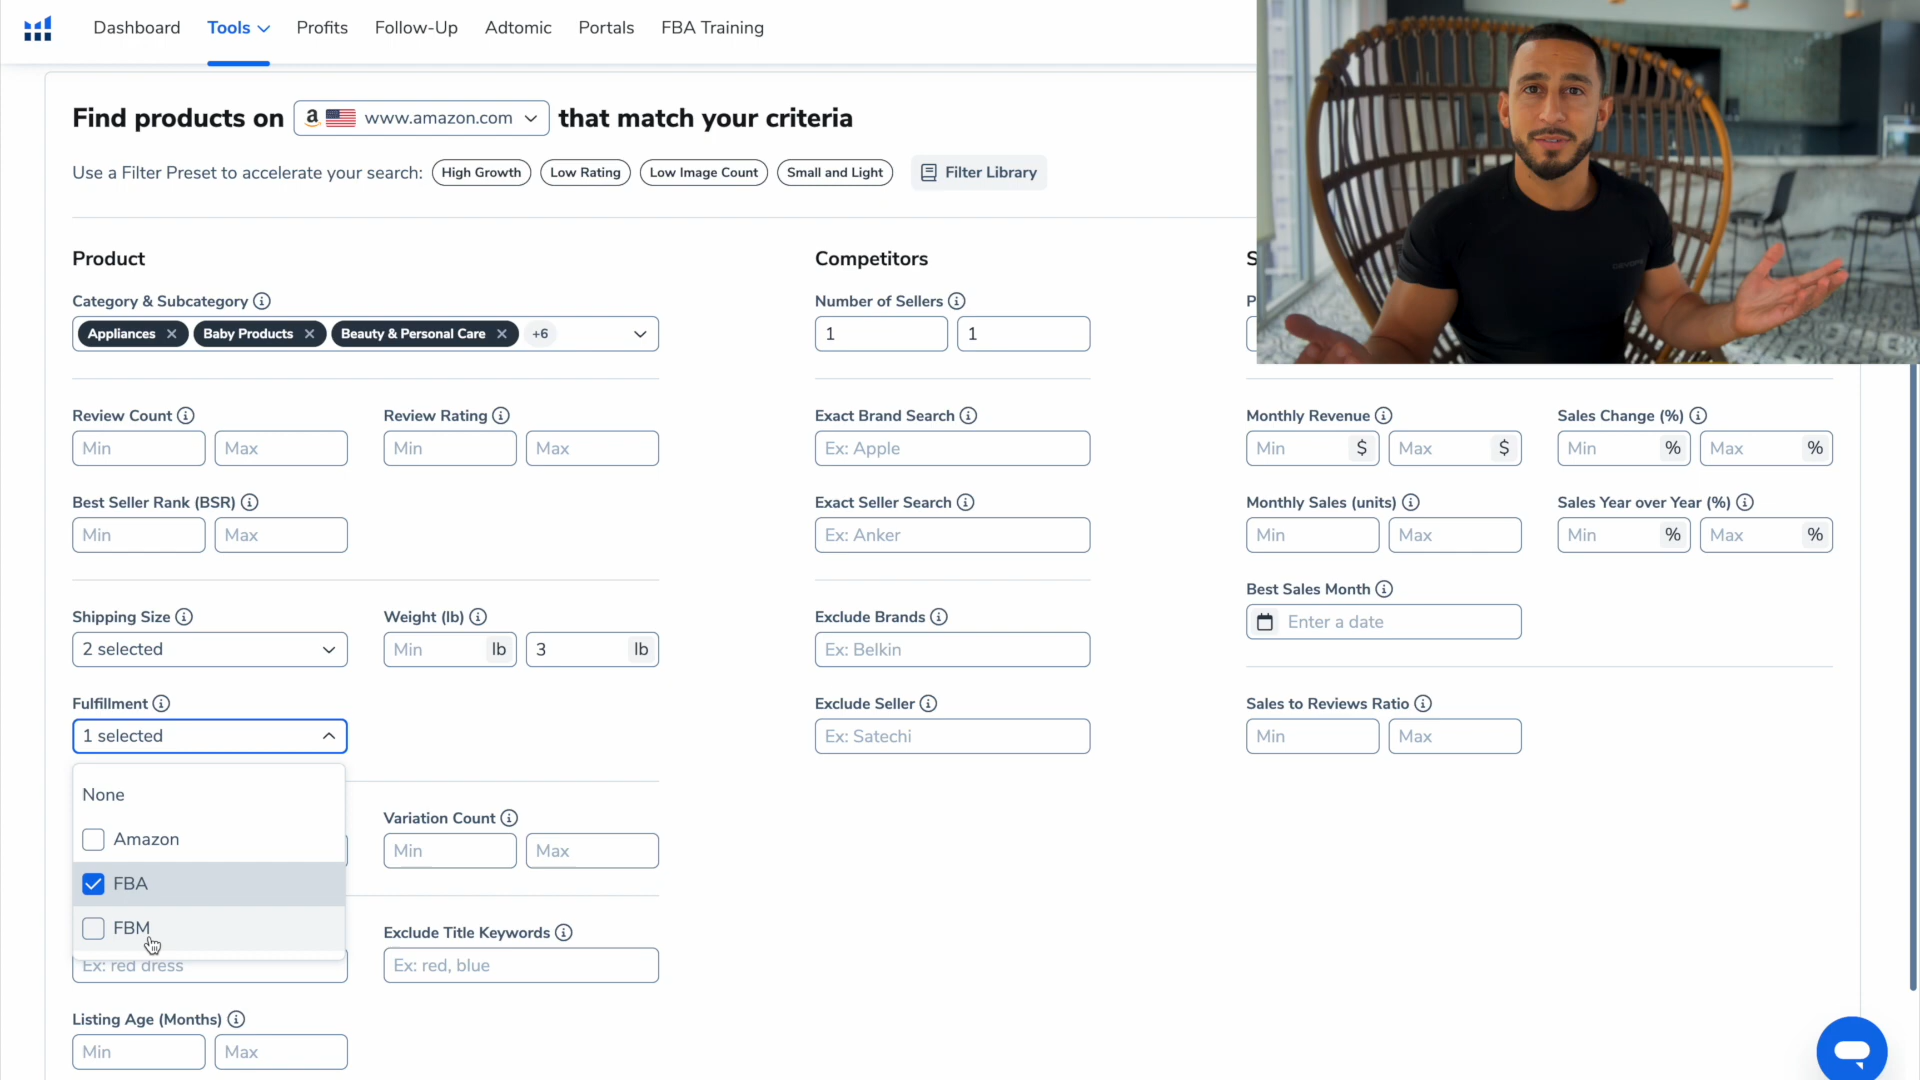 Dashboard Tools Profits Follow-Up Adtomic Portals FBA Training
Find products on a www.amazon.com that match your criteria
Use a Filter Preset to accelerate your search: High Growth Low Rating Low Image Count Small and Light Filter Library
Product Competitors S
Category & Subcategory Number of Sellers P
Appliances Baby Products Beauty & Personal Care +6 1 1
Review Count Review Rating Exact Brand Search Monthly Revenue Sales Change (%)
Min Max Min Max Ex: Apple Min $ Max $ Min % Max %
Best Seller Rank (BSR) Exact Seller Search Monthly Sales (units) Sales Year over Year (%)
Min Max Ex: Anker Min Max Min % Max %
Best Sales Month
Enter a date
Shipping Size Weight (lb) Exclude Brands
2 selected Min lb 3 lb Ex: Belkin
Fulfillment Exclude Seller Sales to Reviews Ratio
1 selected Ex: Satechi Min Max
None
Amazon
FBA
FBM
Variation Count
Min Max
Exclude Title Keywords
Ex: red dress Ex: red, blue
Listing Age (Months)
Min Max